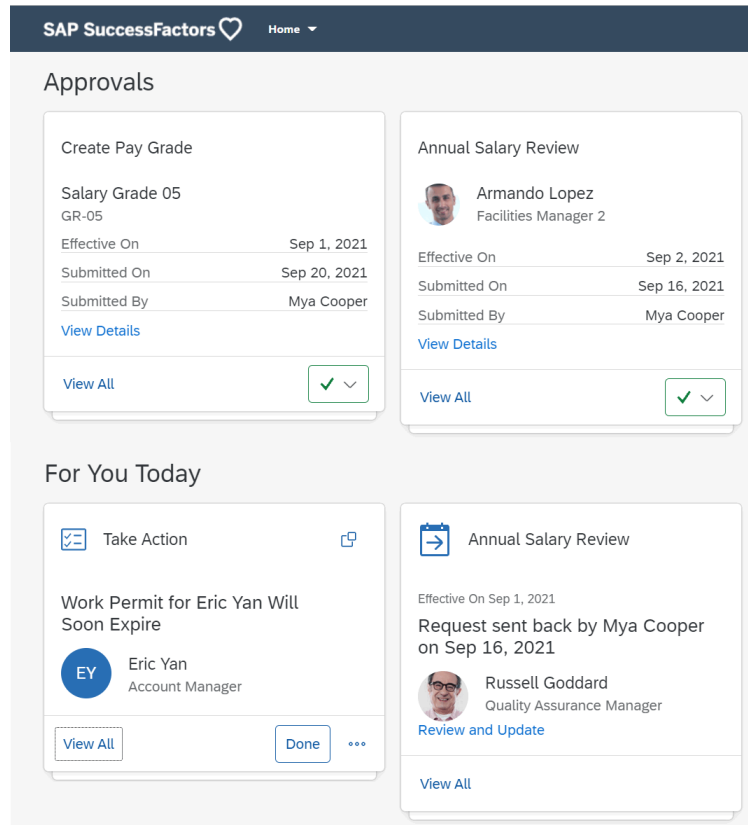 SAP SuccessFactors Home
Approvals
Create Pay Grade
Salary Grade 05
GR-05
Effective On Sep 1, 2021
Submitted On Sep 20, 2021
Submitted By Mya Cooper
View Details
View All
Annual Salary Review
Armando Lopez
Facilities Manager 2
Effective On Sep 2, 2021
Submitted On Sep 16, 2021
Submitted By Mya Cooper
View Details
View All
For You Today
Take Action
Work Permit for Eric Yan Will
Soon Expire
EY
Eric Yan
Account Manager
View All Done
Annual Salary Review
Effective On Sep 1, 2021
Request sent back by Mya Cooper
on Sep 16, 2021
Russell Goddard
Quality Assurance Manager
Review and Update
View All